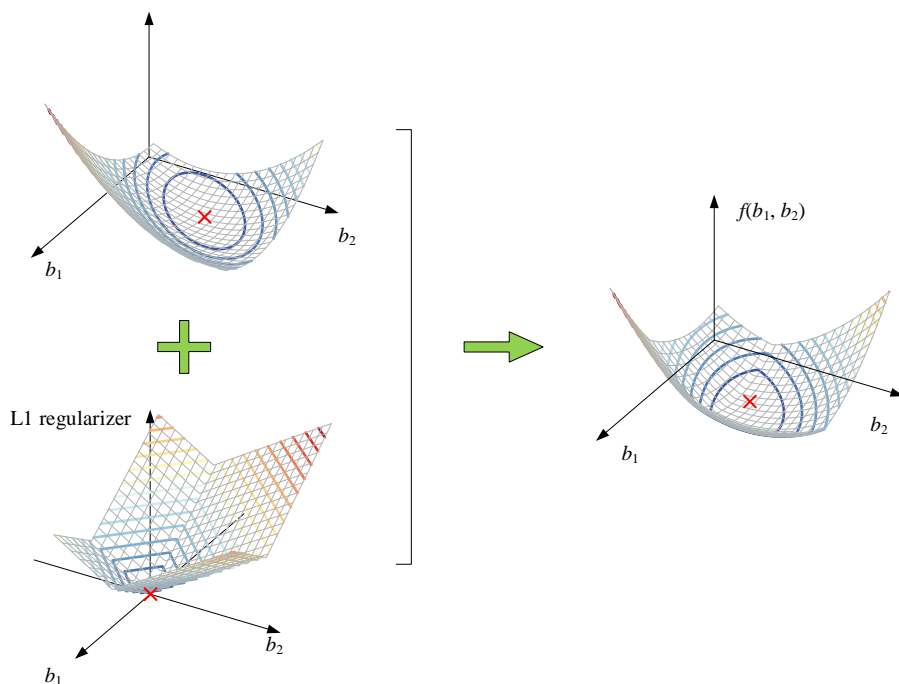 b₂
b₁
L1 regularizer
b₂
b₁
f(b₁, b₂)
b₁
b₂